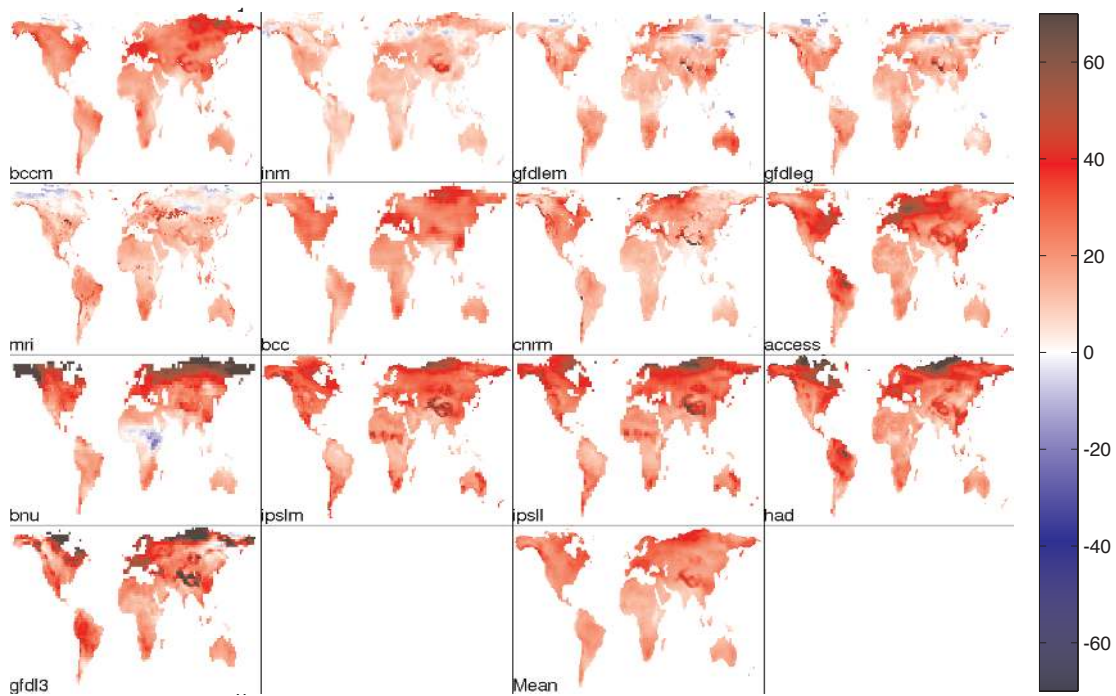 bccm
inm
gfdlem
gfdleg
mri
bcc
cnrm
access
bnu
ipslm
ipsll
had
gfdl3
Mean
60
40
20
0
-20
-40
-60